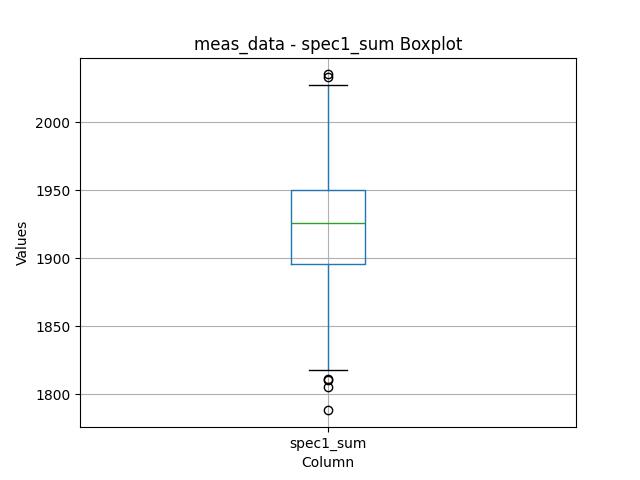 meas_data - spec1_sum Boxplot
2000
1950
1900
1850
1800
Values
spec1_sum
Column